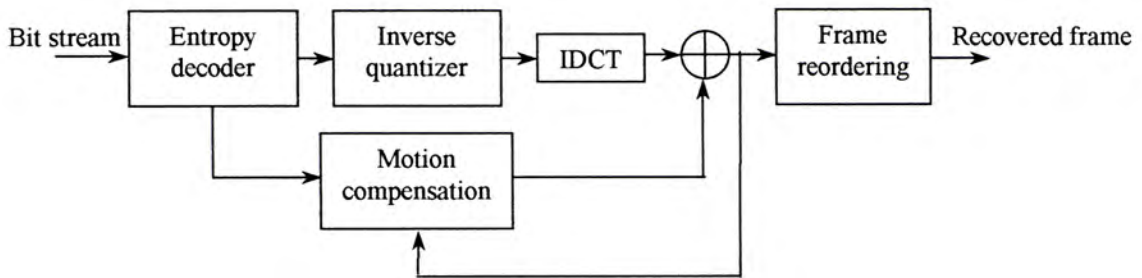 Bit stream
Entropy
decoder
Inverse
quantizer
IDCT
Frame
reordering
Recovered frame
Motion
compensation